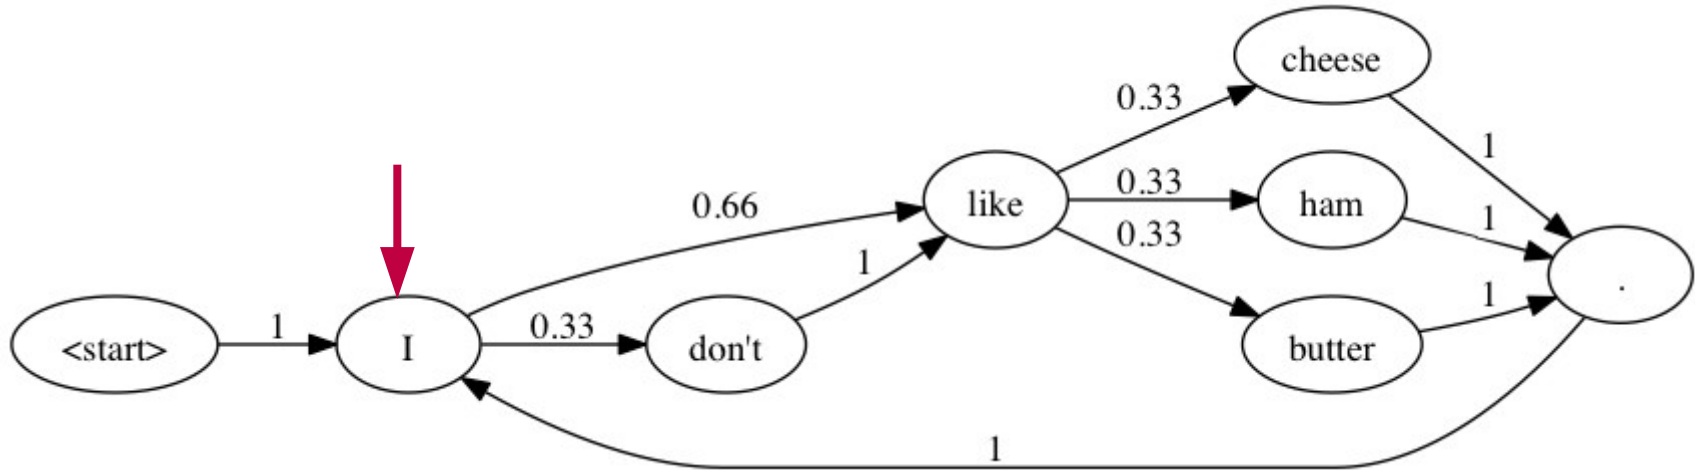 cheese
0.33
1
0.66
like
0.33
ham
1
0.33
1
1
<start>
1
I
0.33
don't
butter
1
.